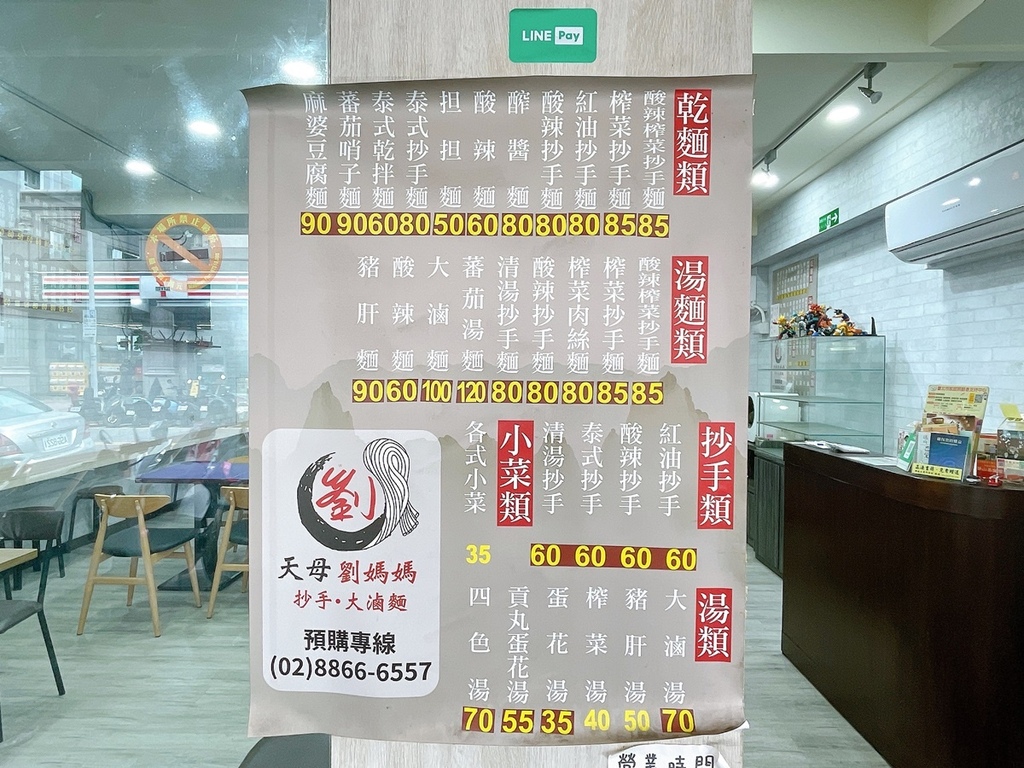 LINE Pay
乾麵類
酸辣榨菜抄手麵 85
榨菜抄手麵 85
紅油抄手麵 80
酸辣抄手麵 80
醡醬麵 80
酸辣麵 60
担担麵 50
泰式抄手麵 80
泰式乾拌麵 60
蕃茄哨子麵 90
麻婆豆腐麵 90
湯麵類
酸辣榨菜抄手麵 85
榨菜抄手麵 85
榨菜肉絲麵 80
酸辣抄手麵 80
清湯抄手麵 80
蕃茄湯麵 120
大滷麵 100
酸辣麵 60
豬肝麵 90
抄手類
紅油抄手 60
酸辣抄手 60
泰式抄手 60
清湯抄手 60
小菜類
各式小菜 35
湯類
大滷湯 70
豬肝湯 50
榨菜湯 40
蛋花湯 35
貢丸蛋花湯 55
四色湯 70
劉
天母劉媽媽
抄手·大滷麵
預購專線
(02)8866-6557
營業時間